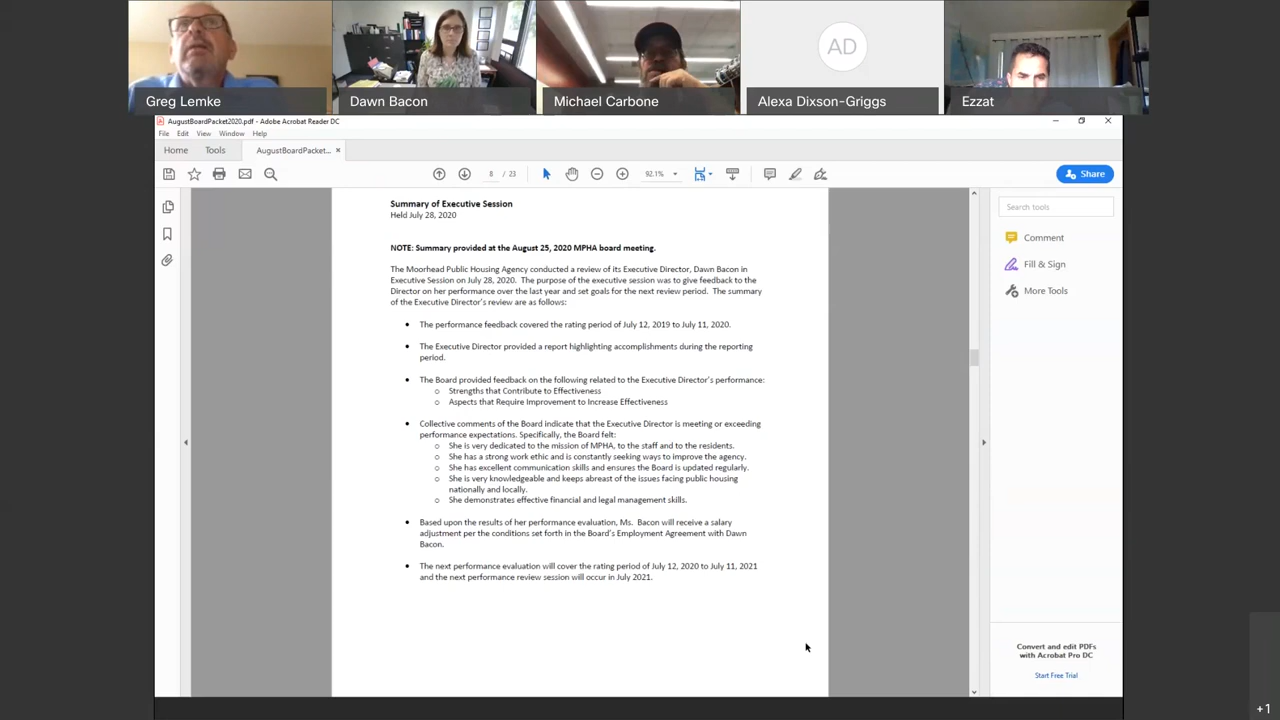 AD
Greg Lemke
Dawn Bacon
Michael Carbone
Alexa Dixson-Griggs
Ezzat
AugustBoardPacket2020.pdf - Adobe Acrobat Reader DC
File Edit View Window Help
Home Tools AugustBoardPacket... ×
8 / 23 92.1% Share
Search tools
Comment
Fill & Sign
More Tools
Summary of Executive Session
Held July 28, 2020
NOTE: Summary provided at the August 25, 2020 MPHA board meeting.
The Moorhead Public Housing Agency conducted a review of its Executive Director, Dawn Bacon in
Executive Session on July 28, 2020. The purpose of the executive session was to give feedback to the
Director on her performance over the last year and set goals for the next review period. The summary
of the Executive Director's review are as follows:
• The performance feedback covered the rating period of July 12, 2019 to July 11, 2020.
• The Executive Director provided a report highlighting accomplishments during the reporting
period.
• The Board provided feedback on the following related to the Executive Director's performance:
o Strengths that Contribute to Effectiveness
o Aspects that Require Improvement to Increase Effectiveness
• Collective comments of the Board indicate that the Executive Director is meeting or exceeding
performance expectations. Specifically, the Board felt:
o She is very dedicated to the mission of MPHA, to the staff and to the residents.
o She has a strong work ethic and is constantly seeking ways to improve the agency.
o She has excellent communication skills and ensures the Board is updated regularly.
o She is very knowledgeable and keeps abreast of the issues facing public housing
nationally and locally.
o She demonstrates effective financial and legal management skills.
• Based upon the results of her performance evaluation, Ms. Bacon will receive a salary
adjustment per the conditions set forth in the Board's Employment Agreement with Dawn
Bacon.
• The next performance evaluation will cover the rating period of July 12, 2020 to July 11, 2021
and the next performance review session will occur in July 2021.
Convert and edit PDFs
with Acrobat Pro DC
Start Free Trial
+1